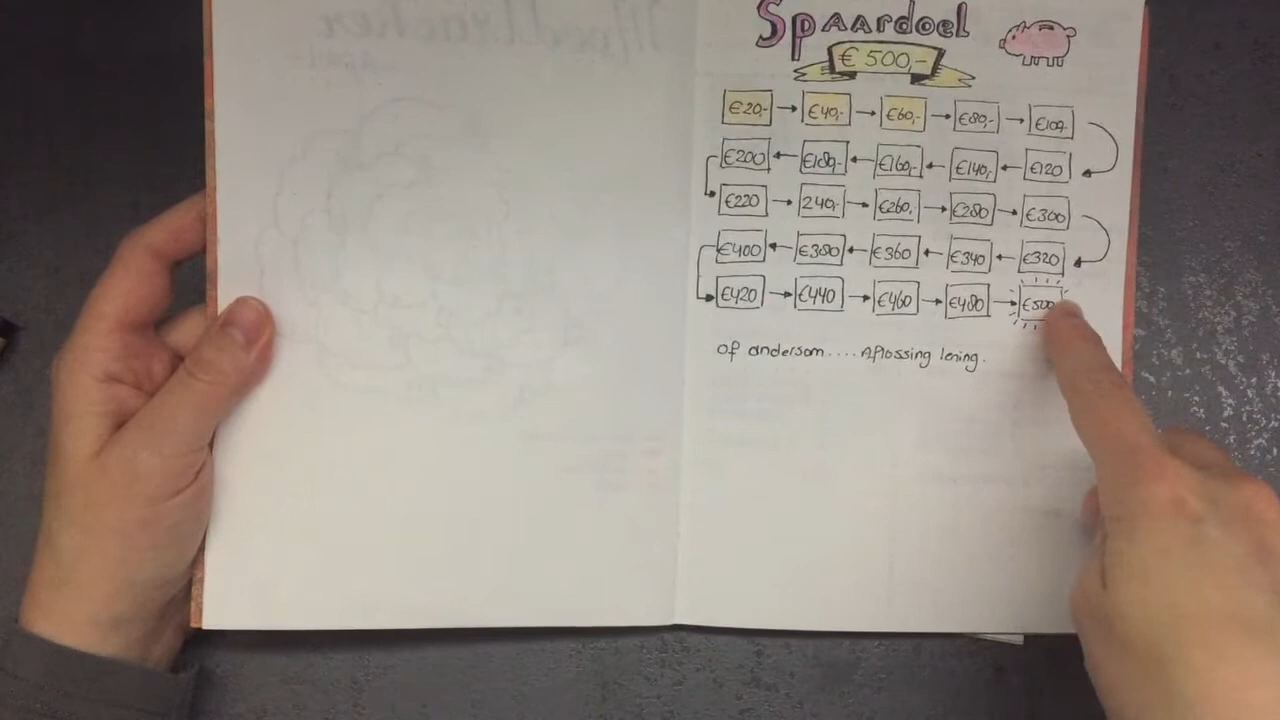 Spaardoel
€ 500,-
€20,- €40,- €60,- €80,- €100,-
€200 €180,- €160,- €140,- €120
€220 240,- €260,- €280 €300
€400 €380 €360 €340 €320
€420 €440 €460 €480 €500
of andersom.... Aflossing lening.